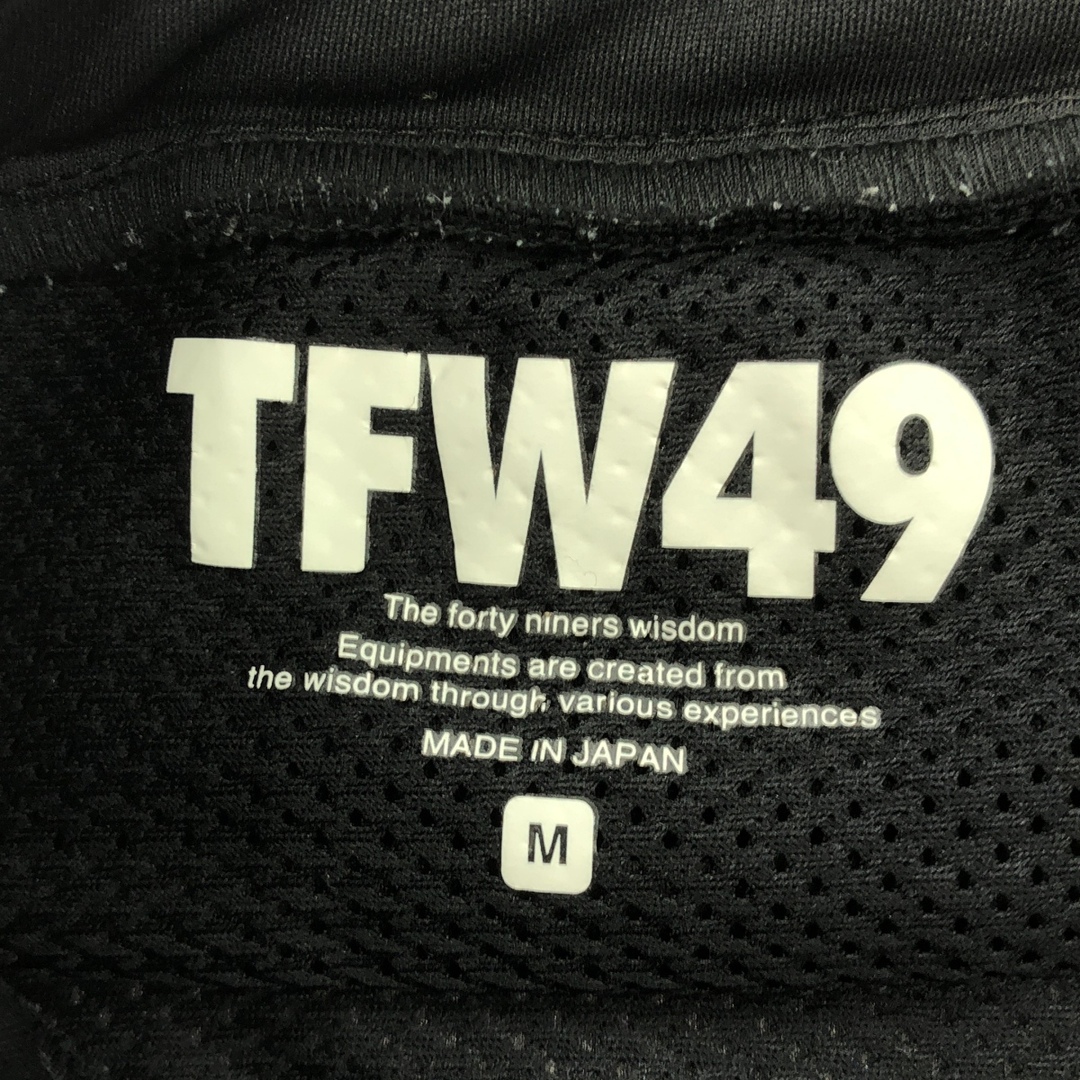 TFW49
The forty niners wisdom
Equipments are created from
the wisdom through various experiences
MADE IN JAPAN
M